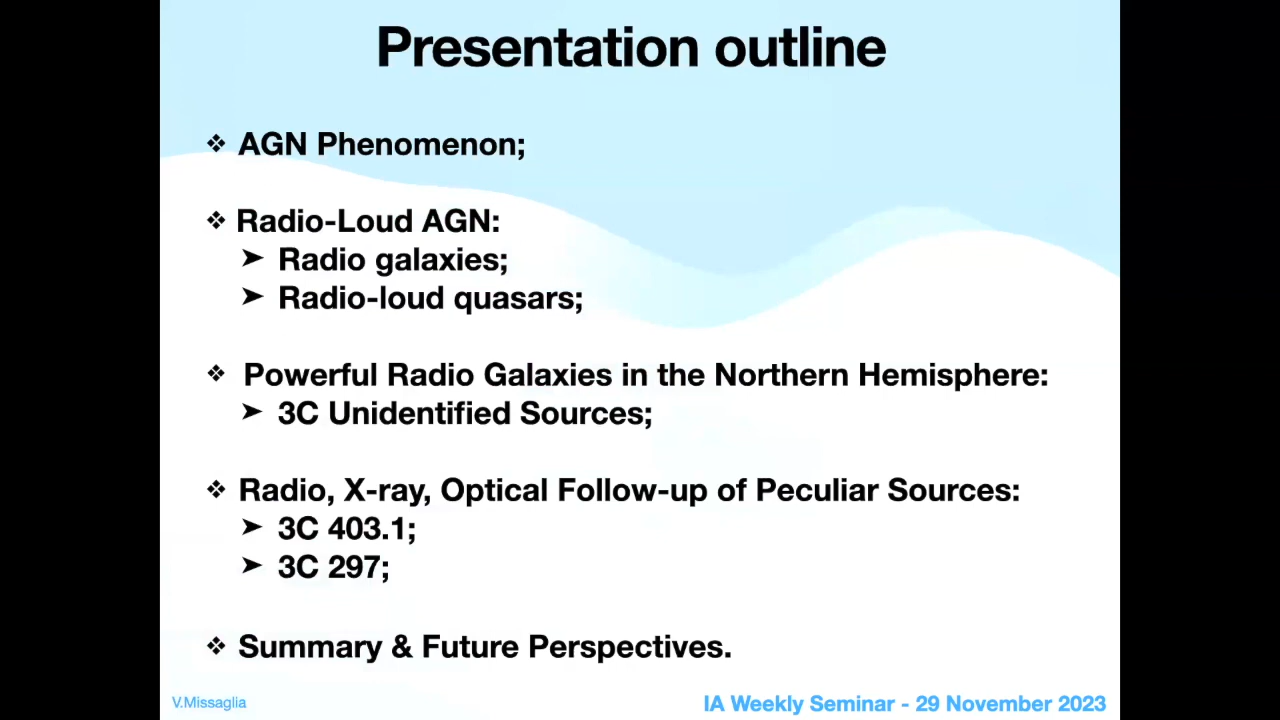 Presentation outline
❖ AGN Phenomenon;
❖ Radio-Loud AGN:
➤ Radio galaxies;
➤ Radio-loud quasars;
❖ Powerful Radio Galaxies in the Northern Hemisphere:
➤ 3C Unidentified Sources;
❖ Radio, X-ray, Optical Follow-up of Peculiar Sources:
➤ 3C 403.1;
➤ 3C 297;
❖ Summary & Future Perspectives.
V.Missaglia
IA Weekly Seminar - 29 November 2023